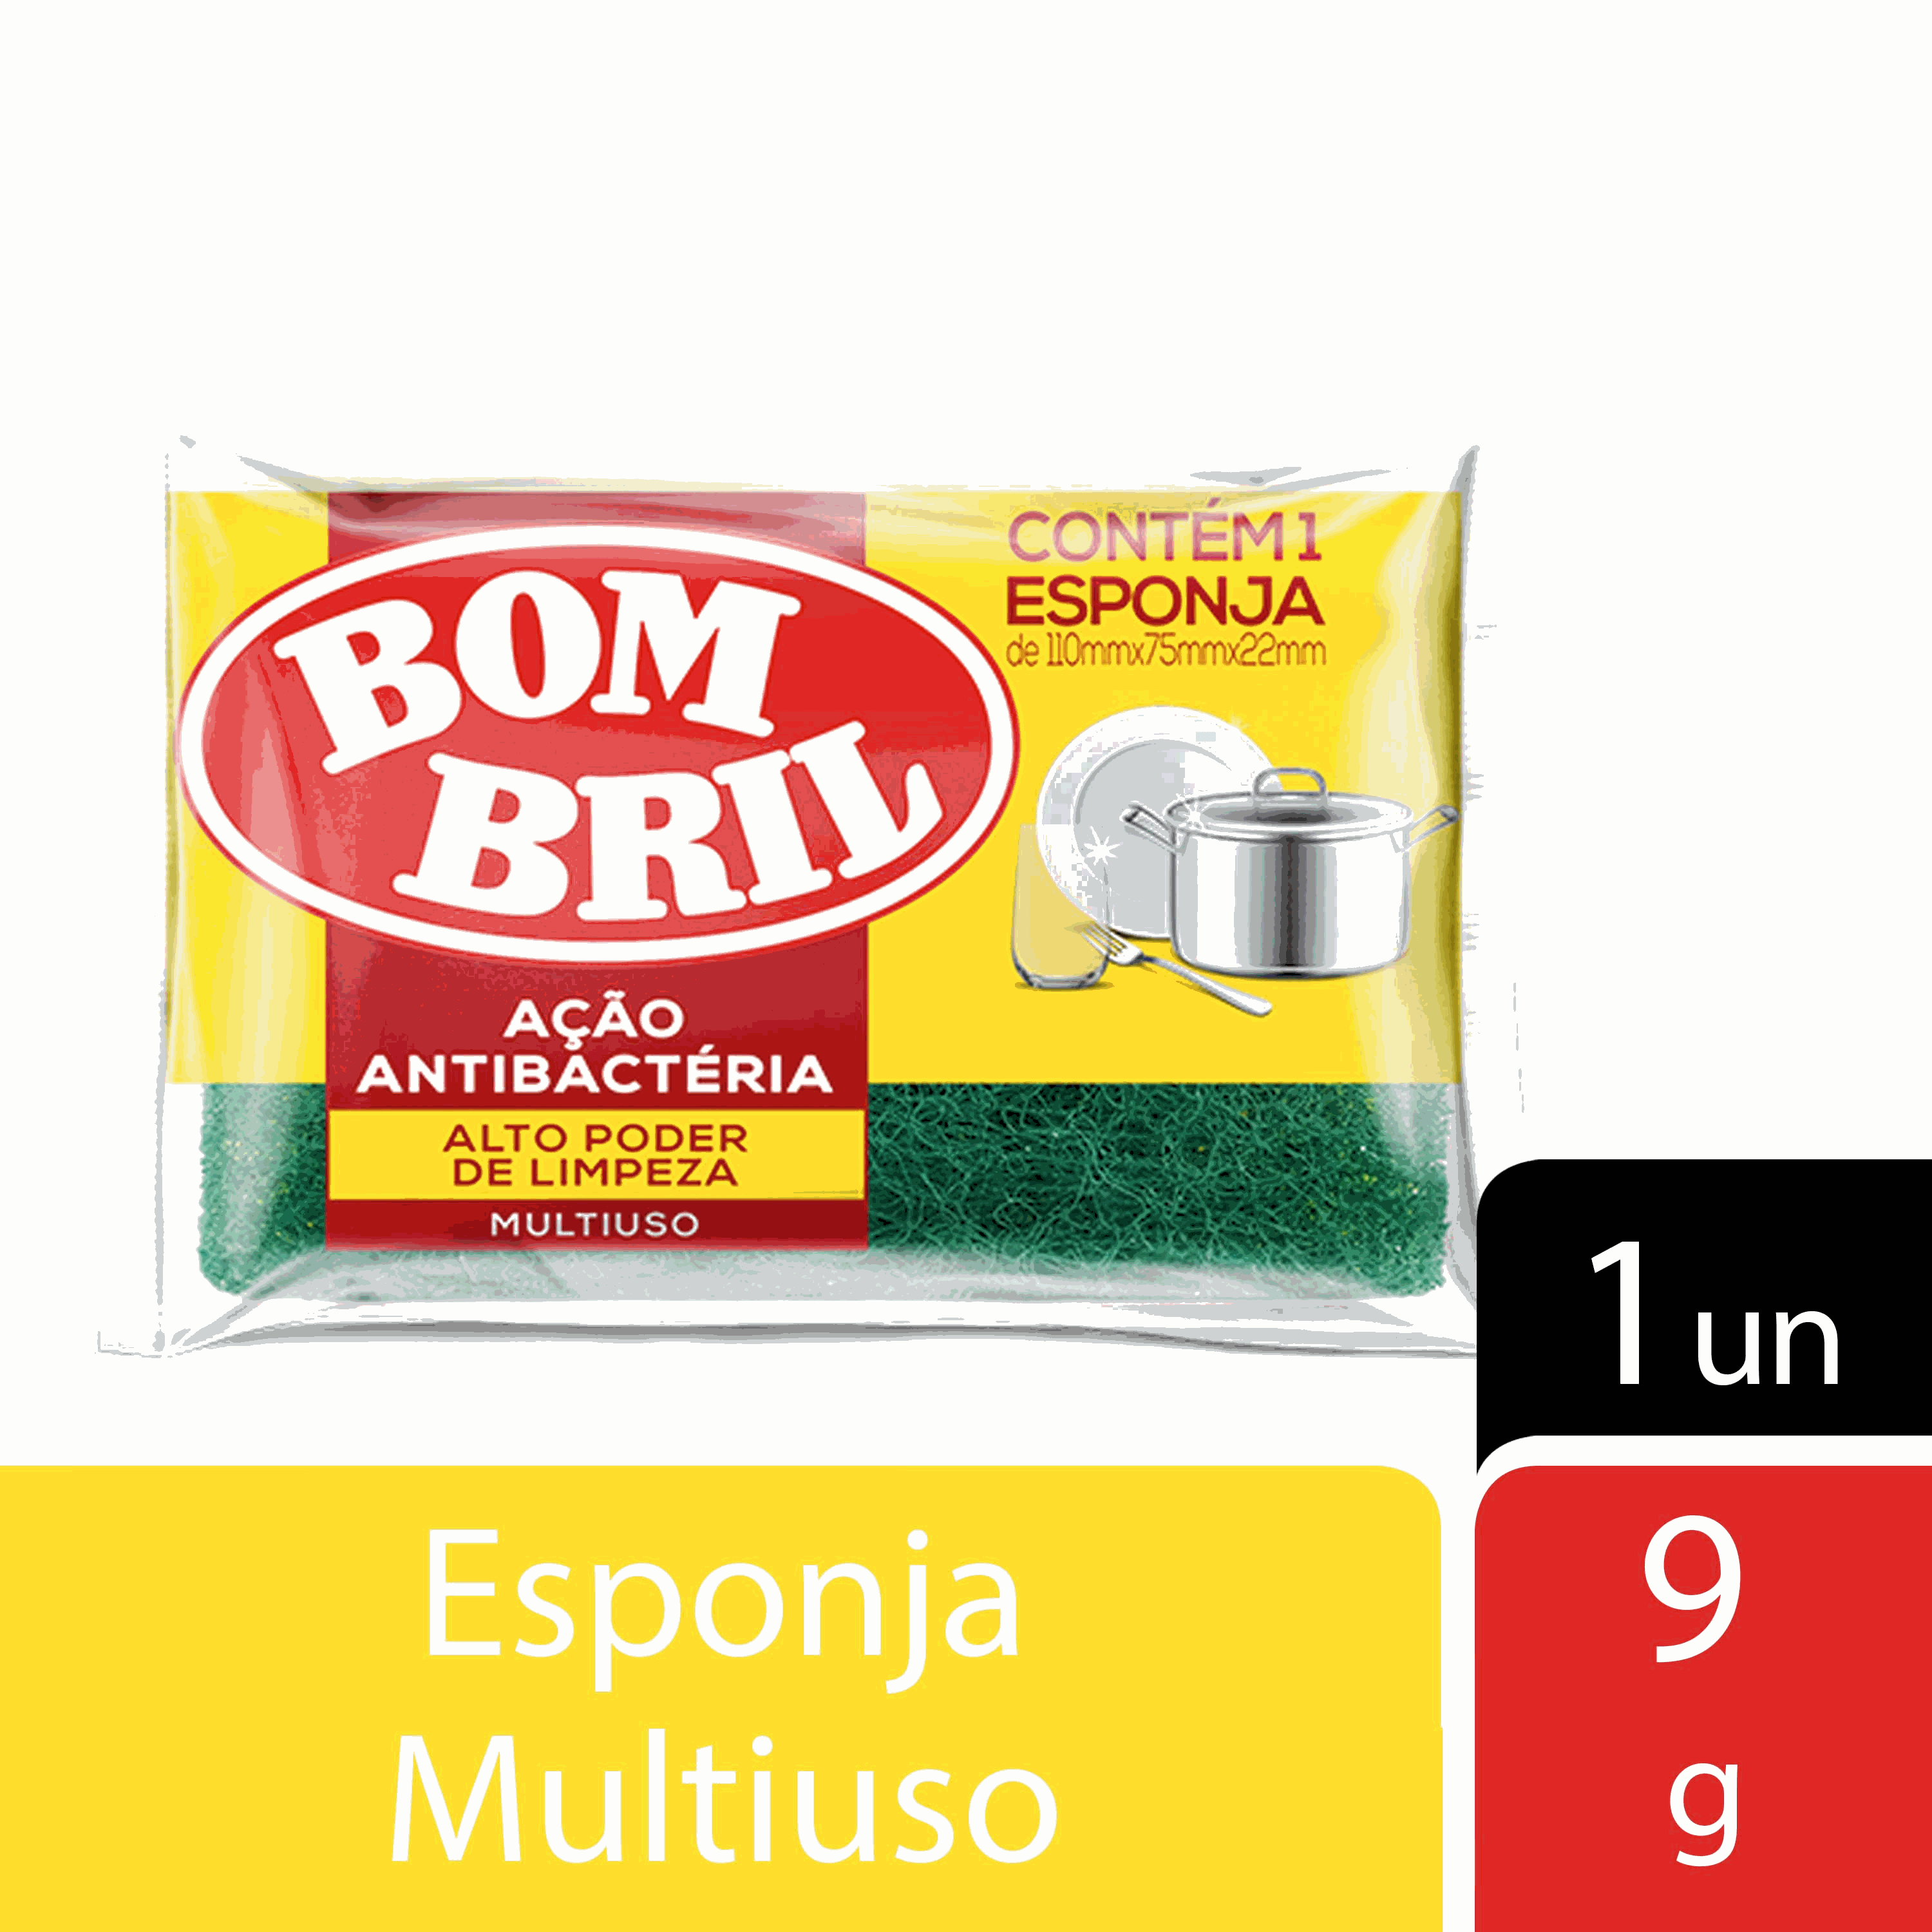 BOM
BRIL
CONTÉM 1
ESPONJA
de 110mmx75mmx22mm
AÇÃO
ANTIBACTÉRIA
ALTO PODER
DE LIMPEZA
MULTIUSO
1 un
Esponja
Multiuso
9
g